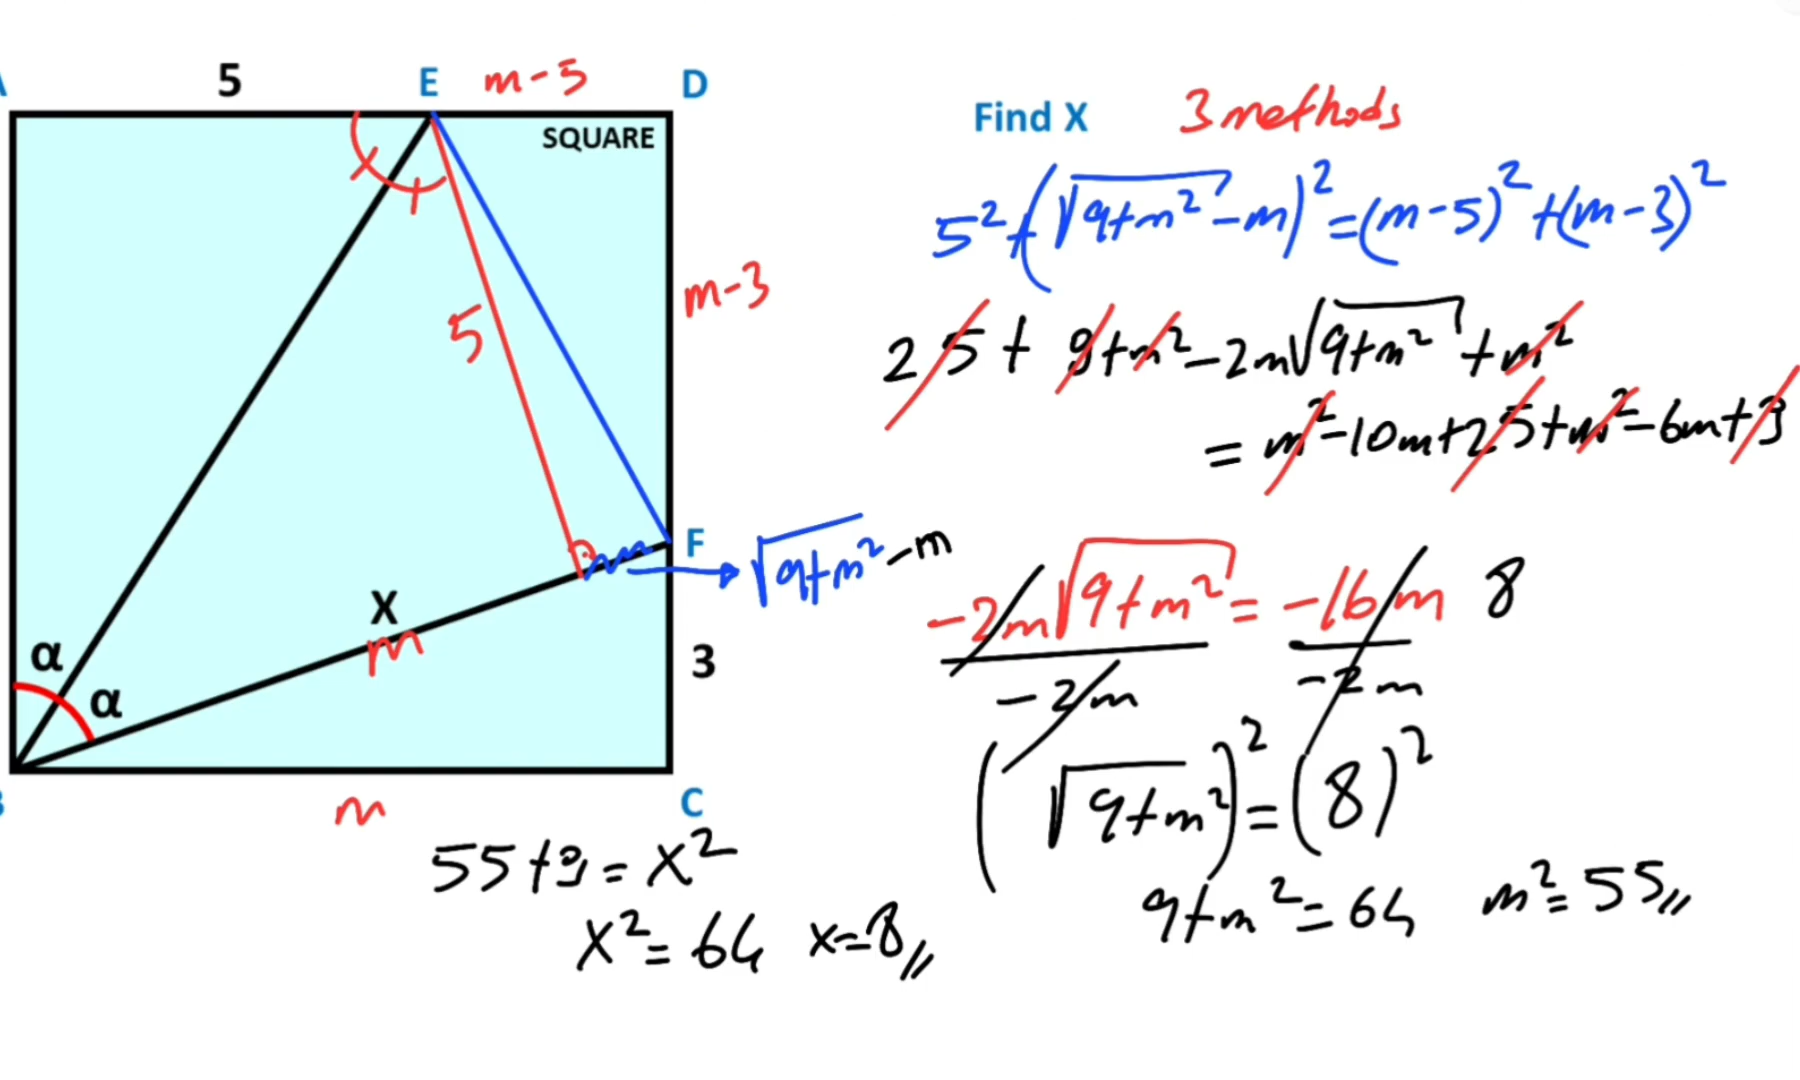 A 5 E m-5 D
SQUARE
m-3
5
F
√9+m² -m
X
m
α
α
3
B m C
55+9=X²
X²=64 x=8
Find X 3 methods
5²+(√9+m² -m)²=(m-5)²+(m-3)²
25+9+m²-2m√9+m² +m²
=m²-10m+25+m²-6m+3
-2m√9+m² = -16m 8
-2m -2m
(√9+m²)²=(8)²
9+m²=64 m²=55